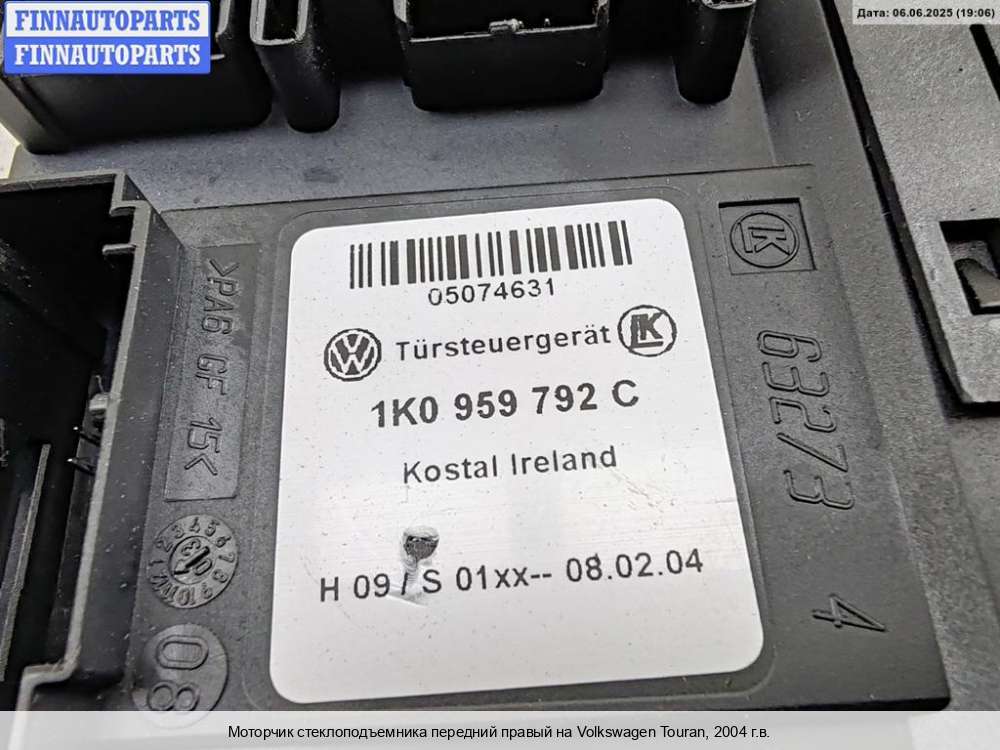 FINNAUTOPARTS
FINNAUTOPARTS
Дата: 06.06.2025 (19:06)
05074631
Türsteuergerät
1K0 959 792 C
Kostal Ireland
H 09 / S 01xx-- 08.02.04
>PA6 GF 15<
63273
4
08
Моторчик стеклоподъемника передний правый на Volkswagen Touran, 2004 г.в.